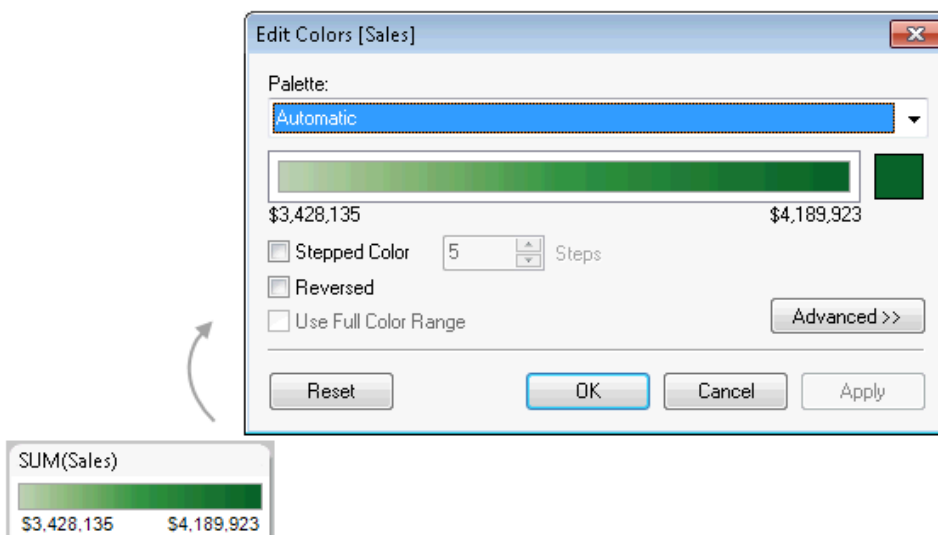 Edit Colors [Sales]
Palette:
Automatic
$3,428,135 $4,189,923
Stepped Color 5 Steps
Reversed
Use Full Color Range
Advanced >>
Reset OK Cancel Apply
SUM(Sales)
$3,428,135 $4,189,923